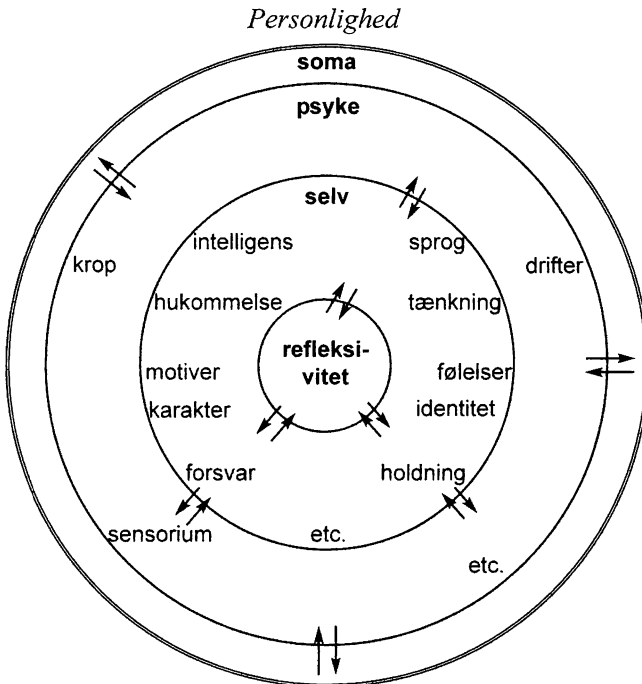 Personlighed
soma
psyke
selv
intelligens sprog
krop drifter
hukommelse tænkning
refleksi-
vitet
motiver følelser
karakter identitet
forsvar holdning
sensorium etc.
etc.